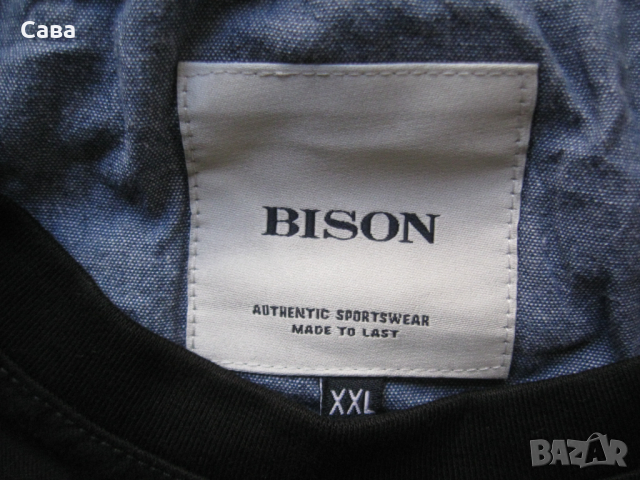 Сава
BISON
AUTHENTIC SPORTSWEAR
MADE TO LAST
XXL
BAZAR